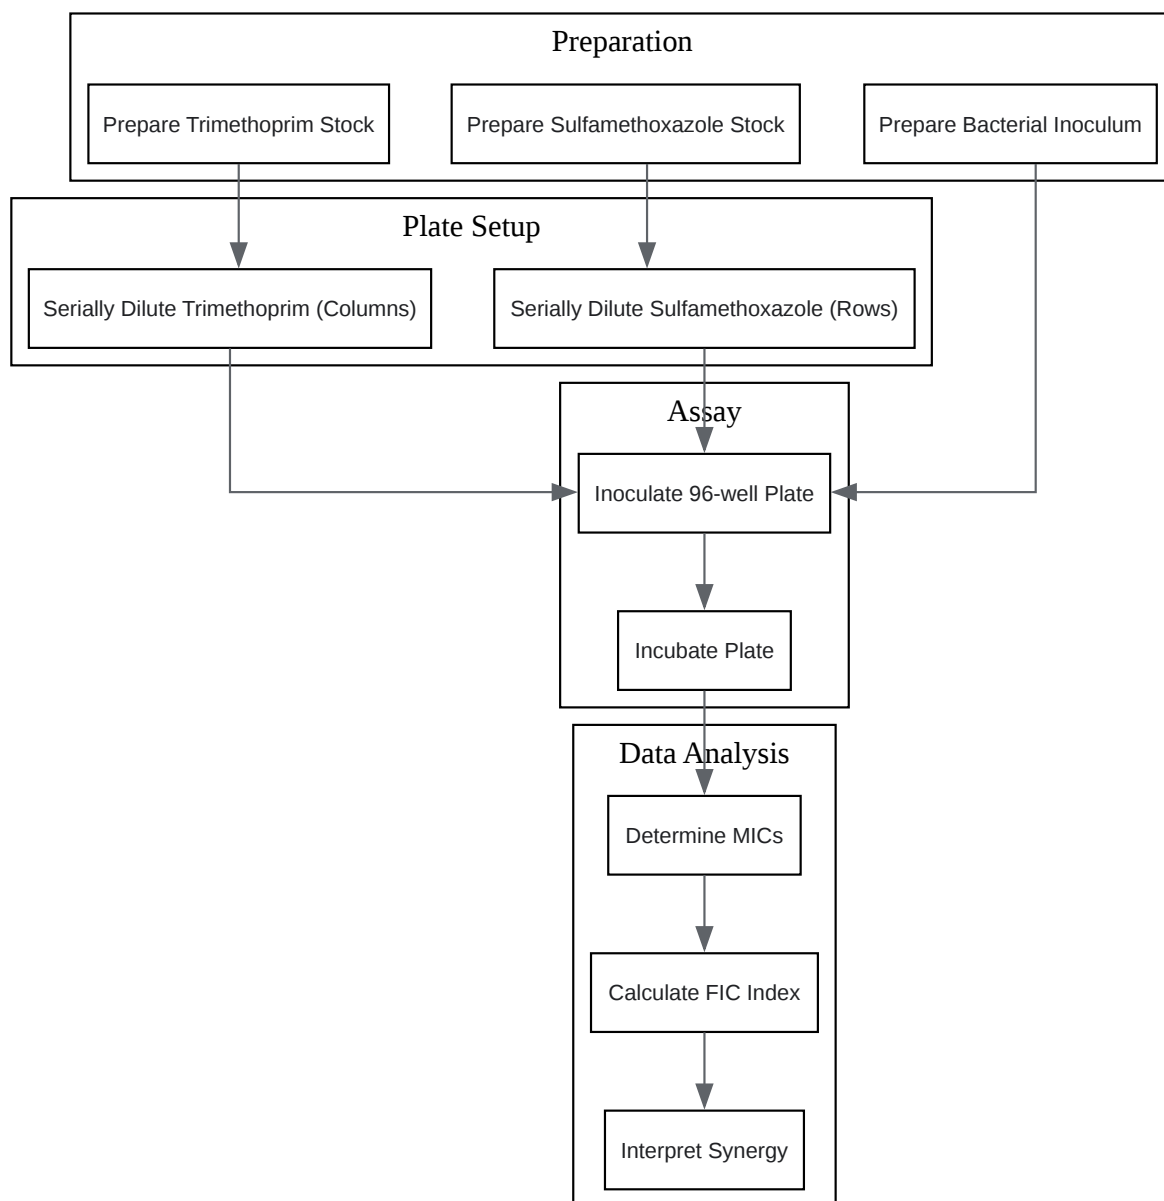 Preparation
Prepare Trimethoprim Stock
Prepare Sulfamethoxazole Stock
Prepare Bacterial Inoculum
Plate Setup
Serially Dilute Trimethoprim (Columns)
Serially Dilute Sulfamethoxazole (Rows)
Assay
Inoculate 96-well Plate
Incubate Plate
Data Analysis
Determine MICs
Calculate FIC Index
Interpret Synergy